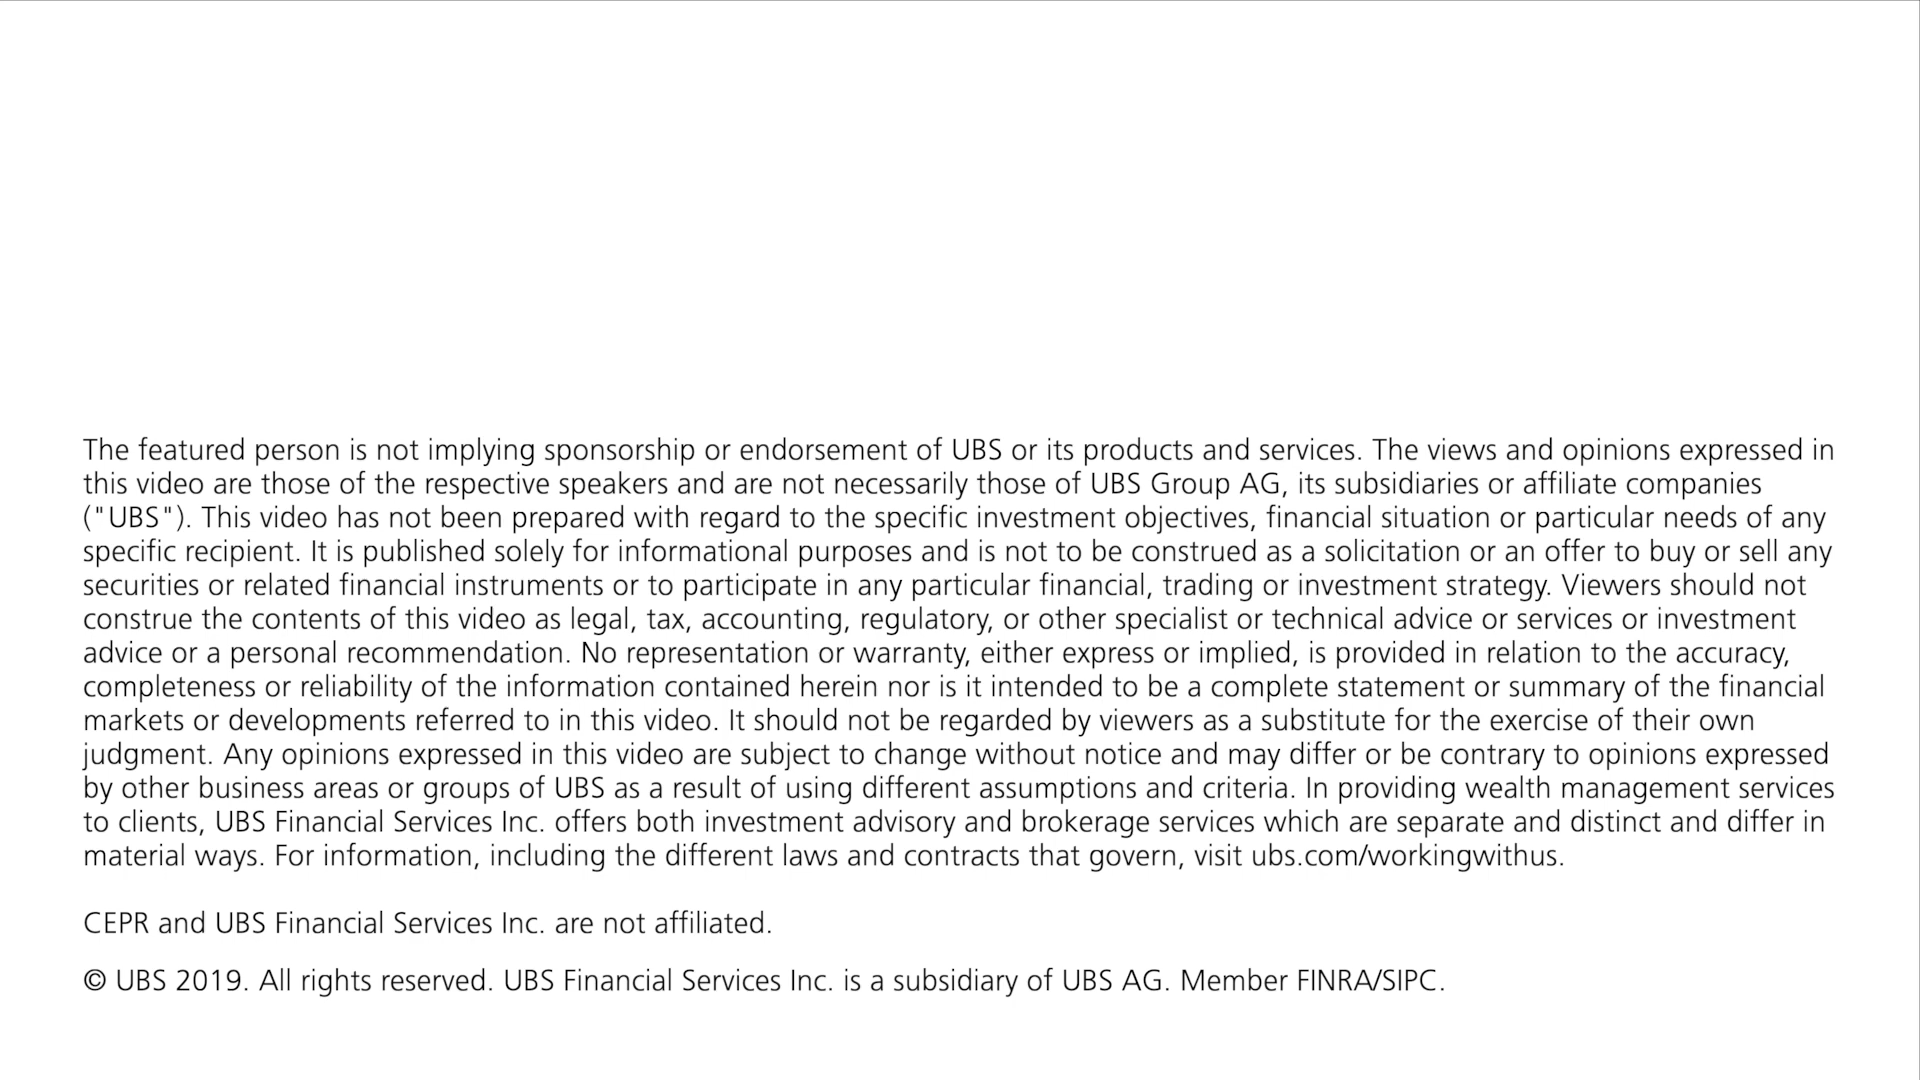 The featured person is not implying sponsorship or endorsement of UBS or its products and services. The views and opinions expressed in
this video are those of the respective speakers and are not necessarily those of UBS Group AG, its subsidiaries or affiliate companies
("UBS"). This video has not been prepared with regard to the specific investment objectives, financial situation or particular needs of any
specific recipient. It is published solely for informational purposes and is not to be construed as a solicitation or an offer to buy or sell any
securities or related financial instruments or to participate in any particular financial, trading or investment strategy. Viewers should not
construe the contents of this video as legal, tax, accounting, regulatory, or other specialist or technical advice or services or investment
advice or a personal recommendation. No representation or warranty, either express or implied, is provided in relation to the accuracy,
completeness or reliability of the information contained herein nor is it intended to be a complete statement or summary of the financial
markets or developments referred to in this video. It should not be regarded by viewers as a substitute for the exercise of their own
judgment. Any opinions expressed in this video are subject to change without notice and may differ or be contrary to opinions expressed
by other business areas or groups of UBS as a result of using different assumptions and criteria. In providing wealth management services
to clients, UBS Financial Services Inc. offers both investment advisory and brokerage services which are separate and distinct and differ in
material ways. For information, including the different laws and contracts that govern, visit ubs.com/workingwithus.
CEPR and UBS Financial Services Inc. are not affiliated.
© UBS 2019. All rights reserved. UBS Financial Services Inc. is a subsidiary of UBS AG. Member FINRA/SIPC.